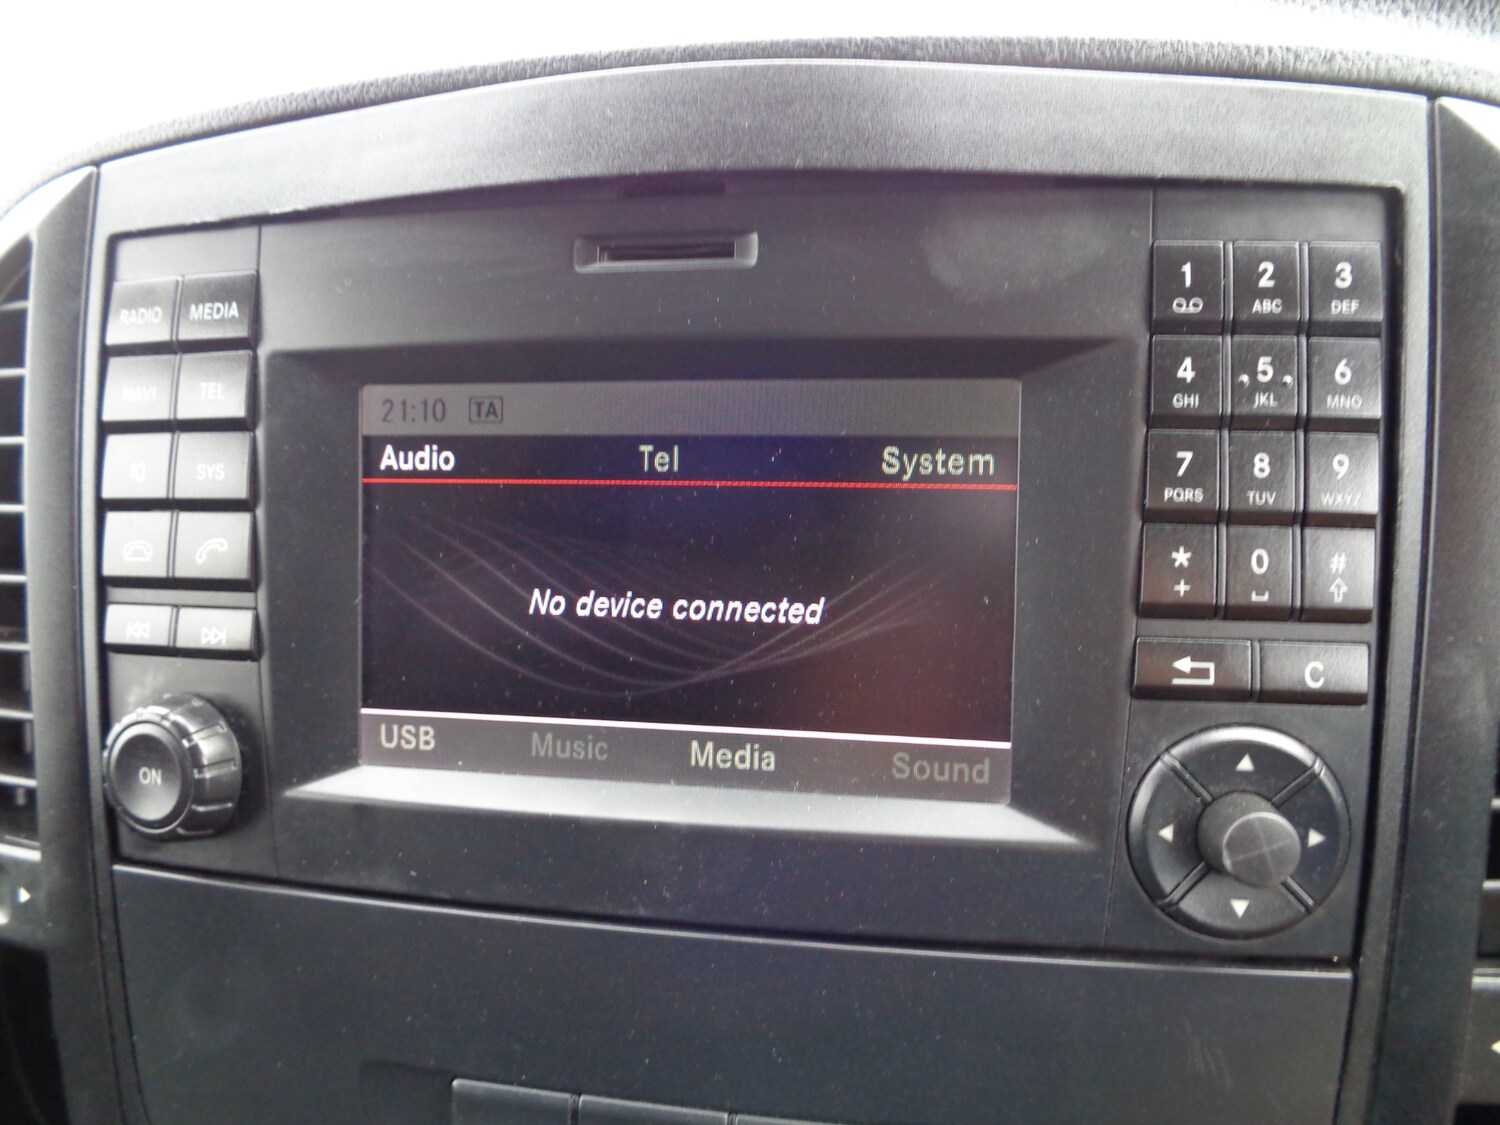 RADIO MEDIA
NAVI TEL
SYS
ON
21:10 TA
Audio Tel System
No device connected
USB Music Media Sound
1 2 ABC 3 DEF
4 GHI 5 JKL 6 MNO
7 PQRS 8 TUV 9 WXYZ
* + 0 #
C